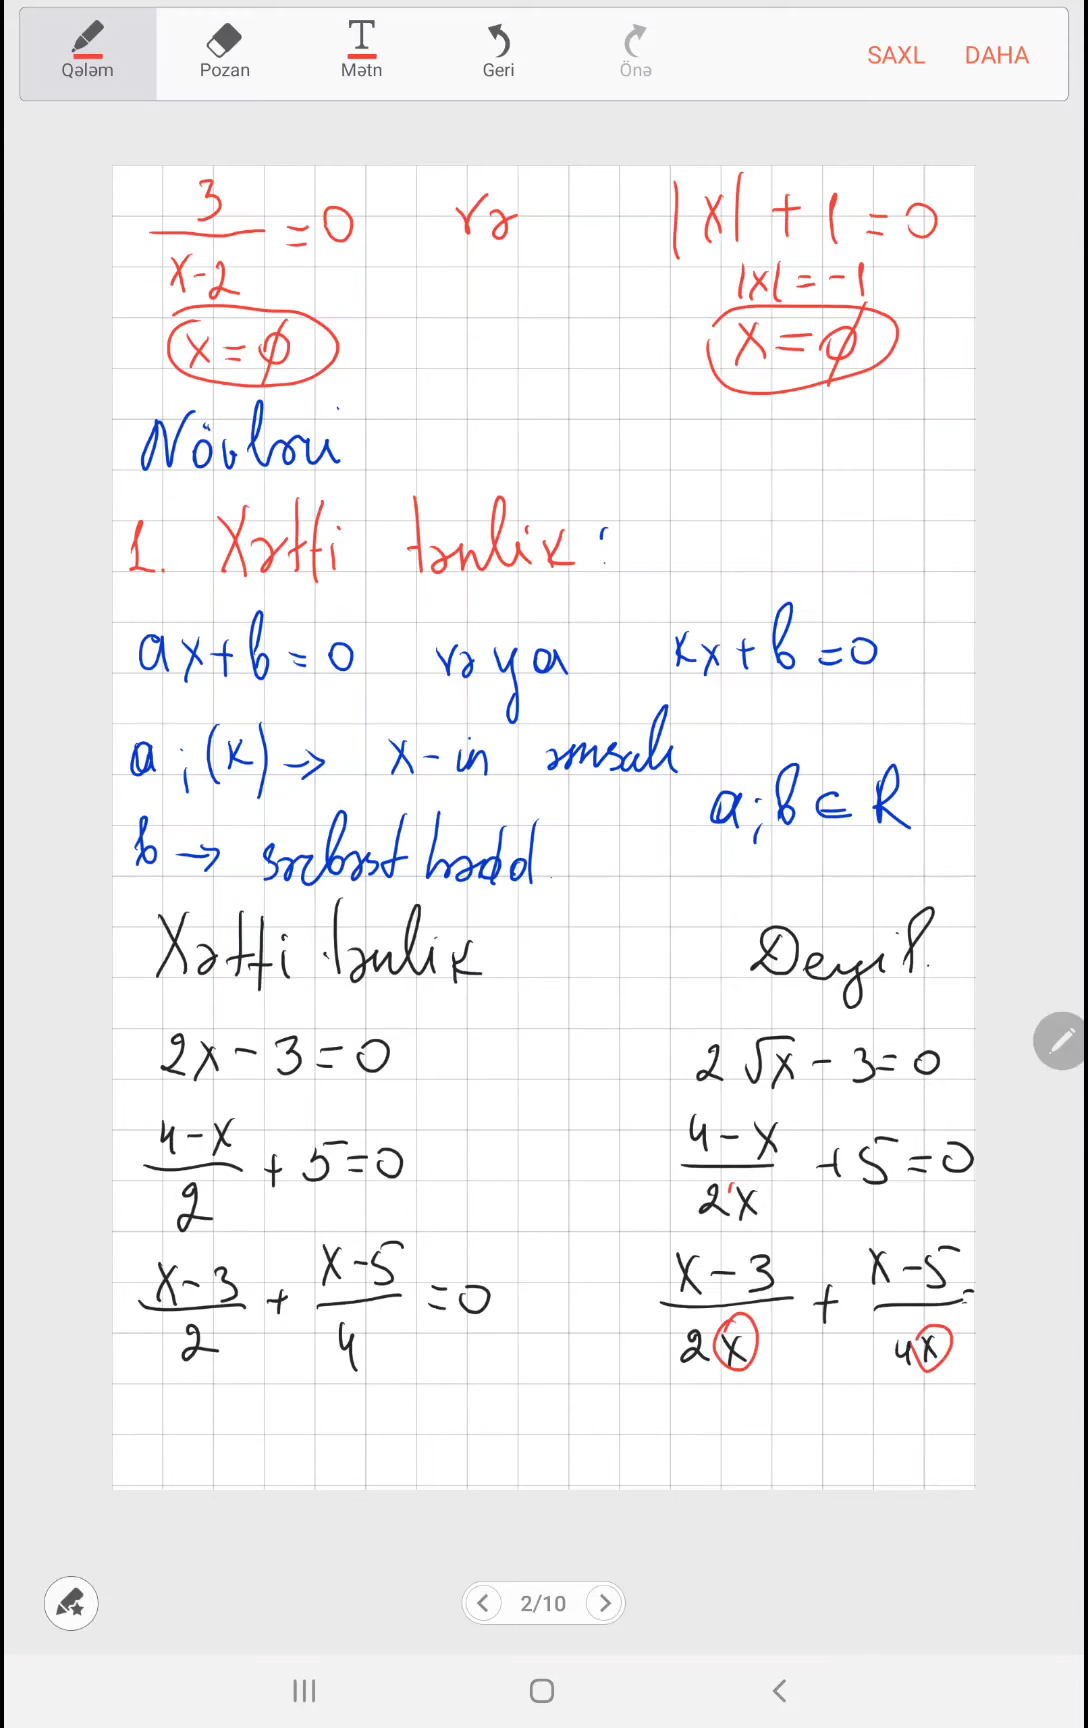 Qələm Pozan Mətn Geri Önə SAXL DAHA
3/(x-2) = 0 və |x| + 1 = 0
|x| = -1
x = ∅ x = ∅
Növləri
1. Xətti tənlik:
ax+b=0 və ya kx+b=0
a;(k) → x-in əmsalı
a;b ∈ R
b → sərbəst hədd.
Xətti tənlik Deyil.
2x-3=0 2√x-3=0
(4-x)/2 + 5=0 (4-x)/(2x) + 5=0
(x-3)/2 + (x-5)/4 = 0 (x-3)/(2x) + (x-5)/(4x) =
2/10